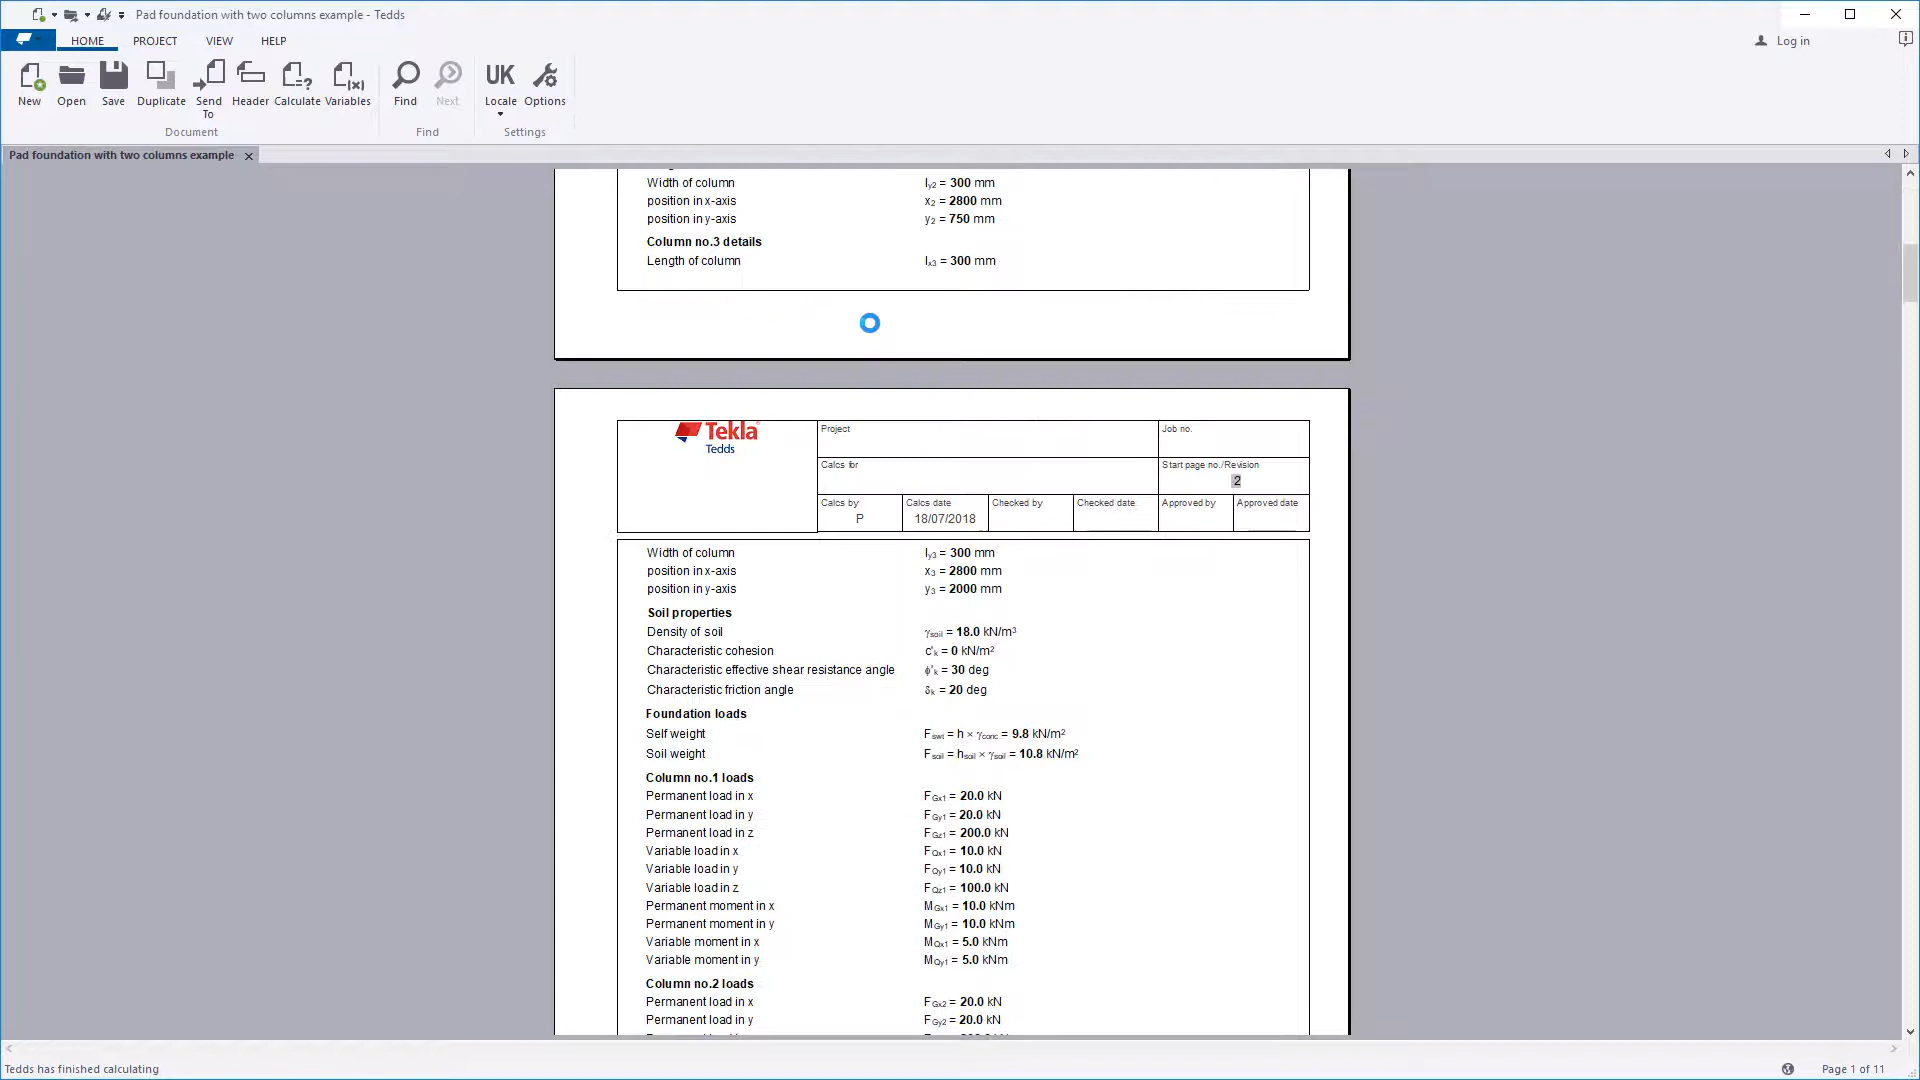 Pad foundation with two columns example - Tedds
HOME PROJECT VIEW HELP
Log in
UK
New Open Save Duplicate Send To Header Calculate Variables Find Next Locale Options
Document Find Settings
Pad foundation with two columns example
Width of column ly2 = 300 mm
position in x-axis x2 = 2800 mm
position in y-axis y2 = 750 mm
Column no.3 details
Length of column lx3 = 300 mm
Tekla
Tedds
Project
Job no.
Calcs for
Start page no./Revision
2
Calcs by Calcs date Checked by Checked date Approved by Approved date
P 18/07/2018
Width of column ly3 = 300 mm
position in x-axis x3 = 2800 mm
position in y-axis y3 = 2000 mm
Soil properties
Density of soil γsoil = 18.0 kN/m3
Characteristic cohesion c'k = 0 kN/m2
Characteristic effective shear resistance angle ϕ'k = 30 deg
Characteristic friction angle δk = 20 deg
Foundation loads
Self weight Fswt = h × γconc = 9.8 kN/m2
Soil weight Fsoil = hsoil × γsoil = 10.8 kN/m2
Column no.1 loads
Permanent load in x FGx1 = 20.0 kN
Permanent load in y FGy1 = 20.0 kN
Permanent load in z FGz1 = 200.0 kN
Variable load in x FQx1 = 10.0 kN
Variable load in y FQy1 = 10.0 kN
Variable load in z FQz1 = 100.0 kN
Permanent moment in x MGx1 = 10.0 kNm
Permanent moment in y MGy1 = 10.0 kNm
Variable moment in x MQx1 = 5.0 kNm
Variable moment in y MQy1 = 5.0 kNm
Column no.2 loads
Permanent load in x FGx2 = 20.0 kN
Permanent load in y FGy2 = 20.0 kN
Tedds has finished calculating
Page 1 of 11